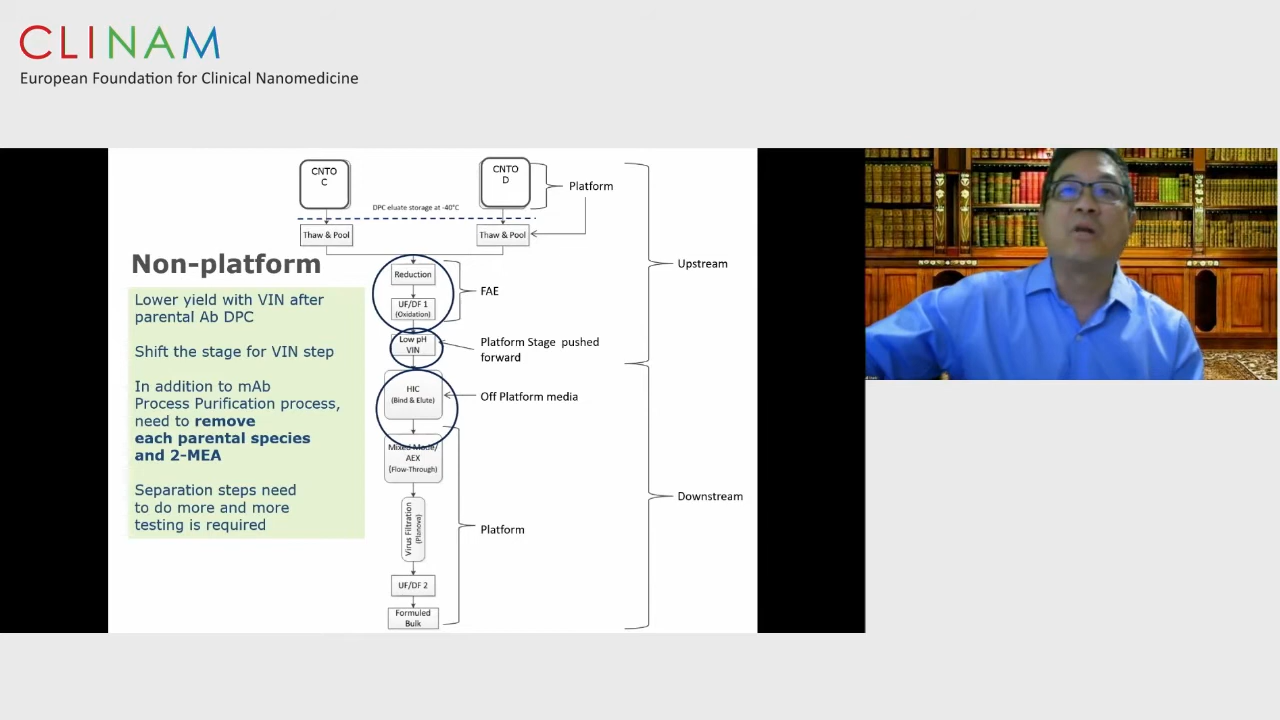 CLINAM
European Foundation for Clinical Nanomedicine
CNTO
C
CNTO
D
Platform
DPC eluate storage at -40°C
Thaw & Pool
Thaw & Pool
Non-platform
Lower yield with VIN after
parental Ab DPC
Shift the stage for VIN step
In addition to mAb
Process Purification process,
need to remove
each parental species
and 2-MEA
Separation steps need
to do more and more
testing is required
Reduction
UF/DF 1
(Oxidation)
FAE
Upstream
Low pH
VIN
Platform Stage pushed
forward
HIC
(Bind & Elute)
Off Platform media
Mixed Mode/
AEX
(Flow-Through)
Virus Filtration
(Planova)
Platform
Downstream
UF/DF 2
Formuled
Bulk